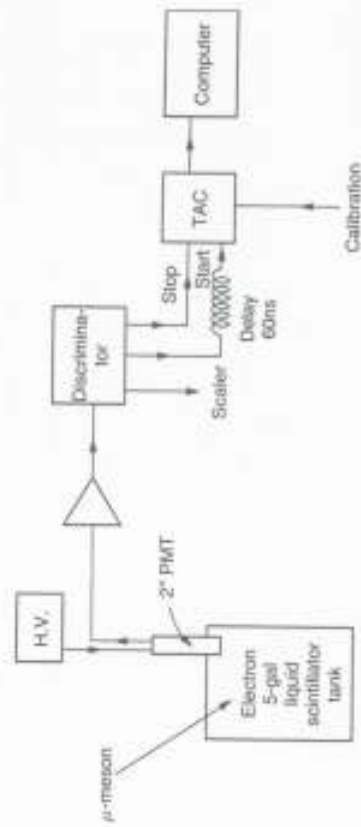 μ-meson
H.V.
2" PMT
Electron
5-gal
liquid
scintillator
tank
Discrimina-
tor
Scaler
Stop
Start
Delay
60ns
TAC
Calibration
Computer